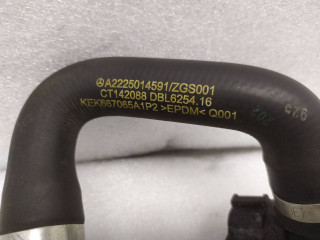 A2225014591/ZGS001
CT142088 DBL6254.16
KEK667065A1P2 >EPDM< Q001